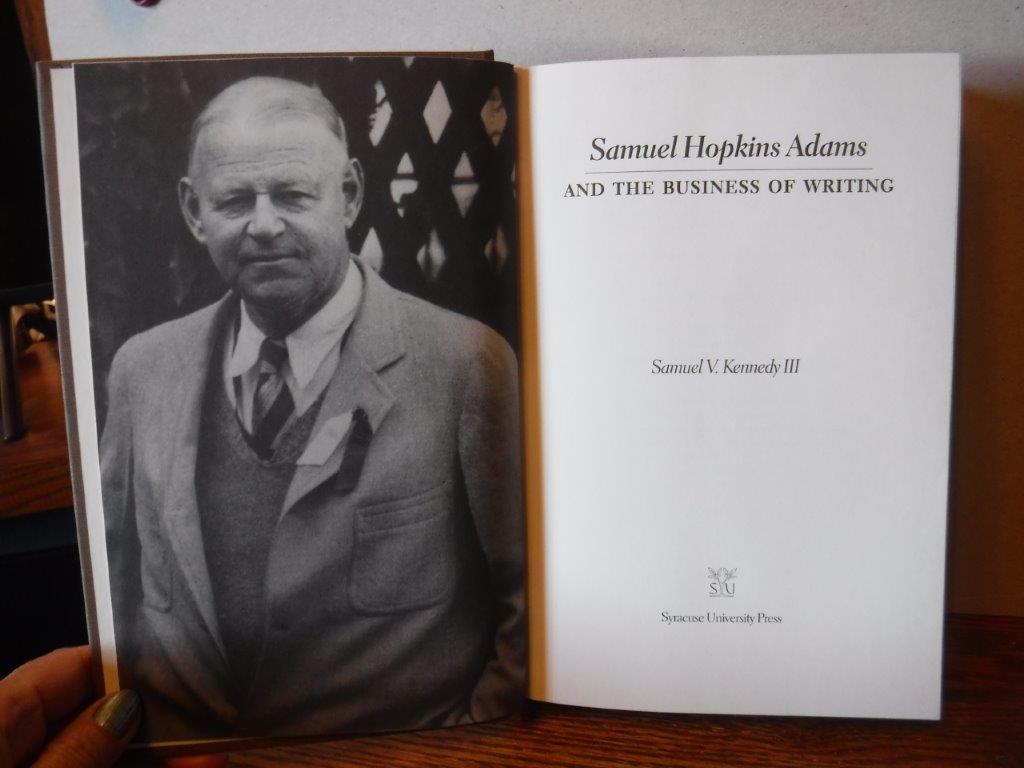 Samuel Hopkins Adams
AND THE BUSINESS OF WRITING
Samuel V. Kennedy III
SU
Syracuse University Press